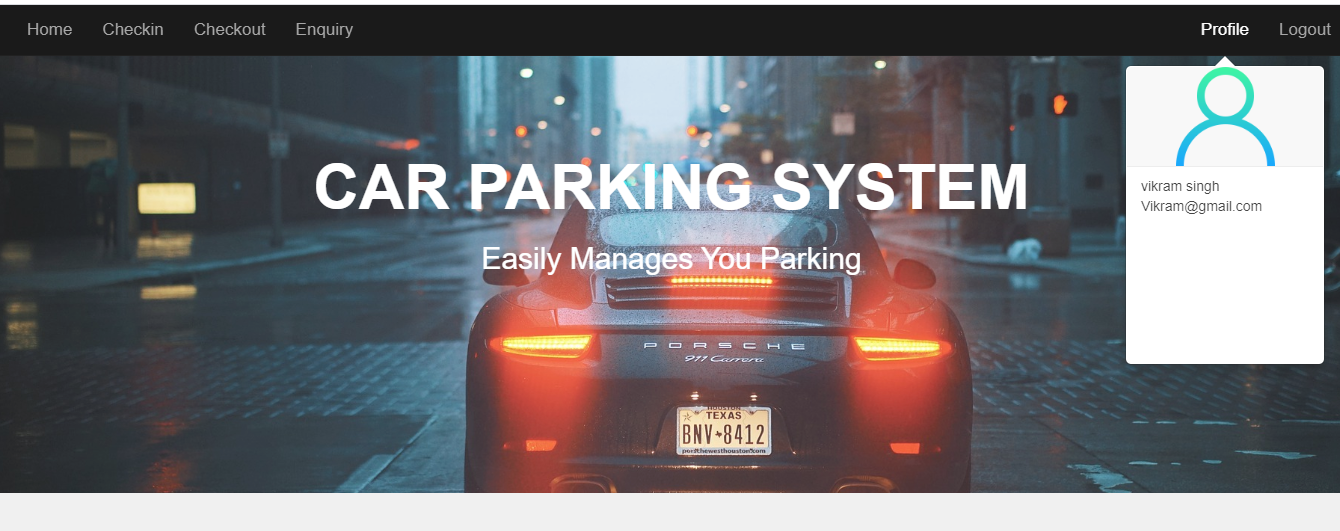 Home Checkin Checkout Enquiry Profile Logout
CAR PARKING SYSTEM
Easily Manages You Parking
vikram singh
Vikram@gmail.com
PORSCHE
911 Carrera
HOUSTON
TEXAS
BNV 8412